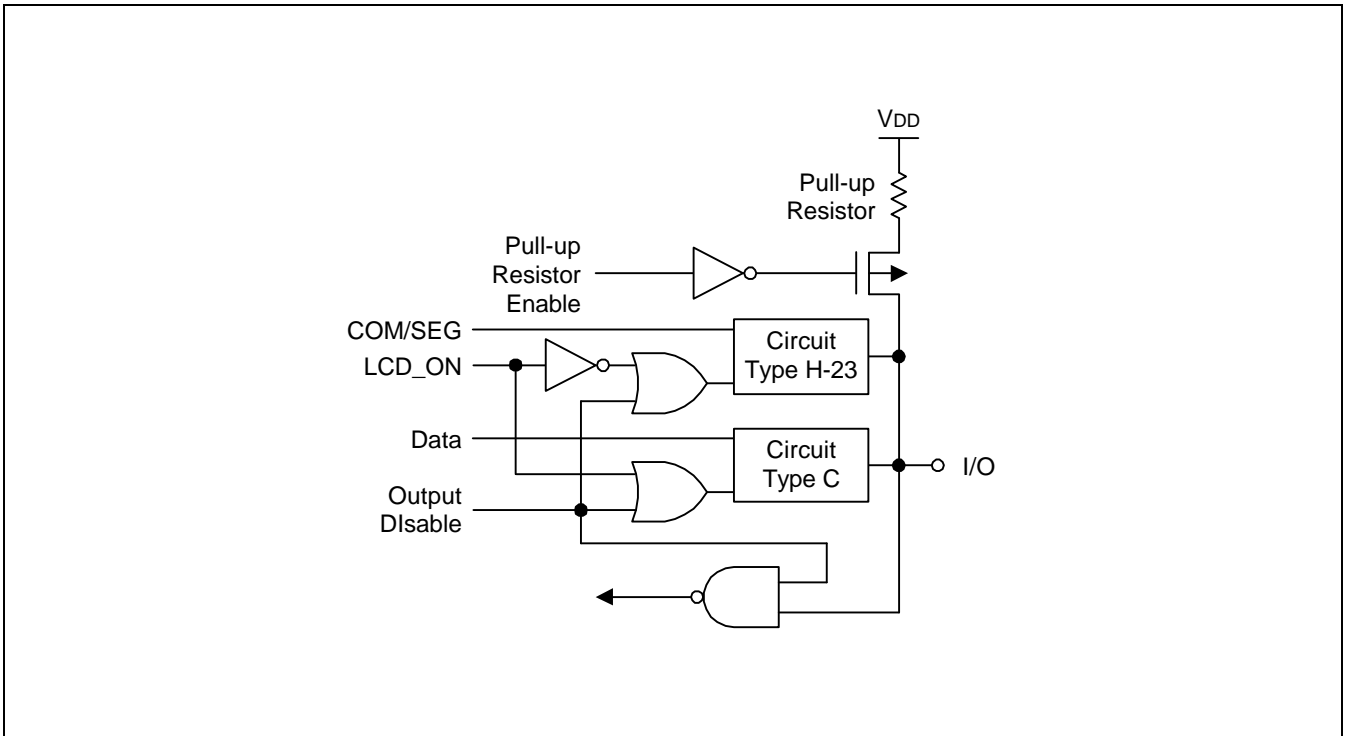 VDD
Pull-up
Resistor
Pull-up
Resistor
Enable
COM/SEG
LCD_ON
Circuit
Type H-23
Data
Circuit
Type C
I/O
Output
DIsable